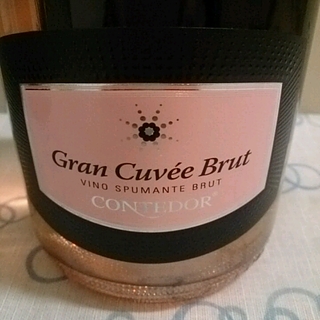 Gran Cuvée Brut
VINO SPUMANTE BRUT
CONTEDOR®